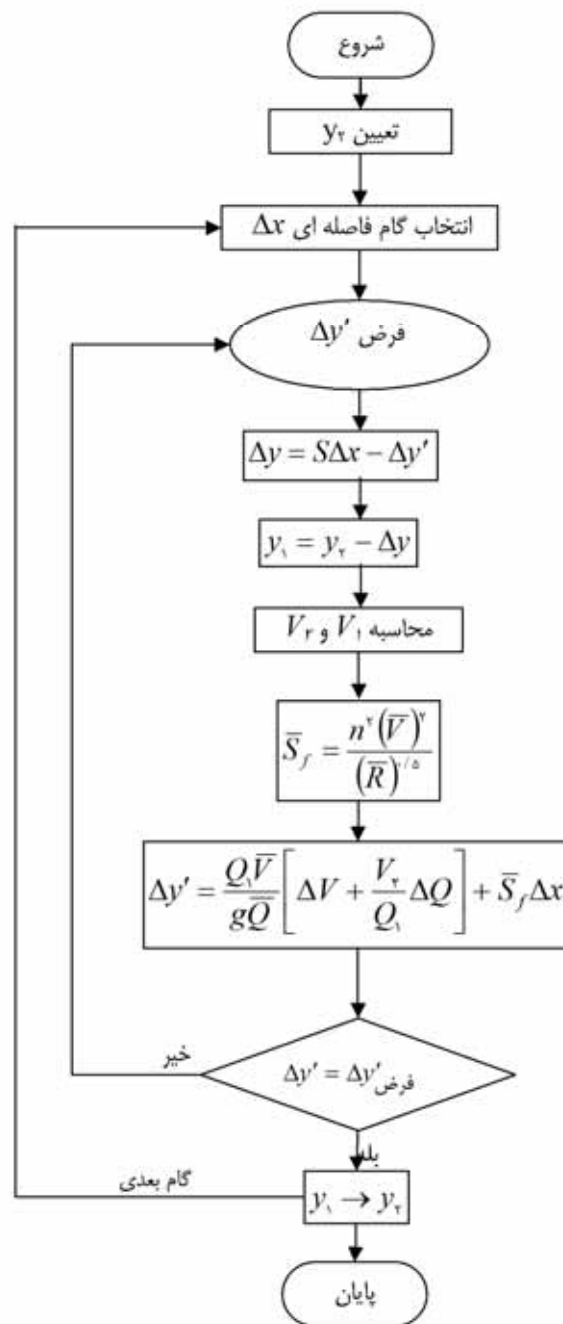 شروع
تعیین y۲
انتخاب گام فاصله ای Δx
فرض Δy′
Δy = SΔx − Δy′
y۱ = y۲ − Δy
محاسبه V۱ و V۲
S̄f = n۲(V̄)۲ / (R̄)۰/۵
Δy′ = Q۱V̄ / gQ̄ [ΔV + V۲/Q۱ ΔQ] + S̄fΔx
خیر
Δy′ = Δy′فرض
بله
گام بعدی
y۱ → y۲
پایان